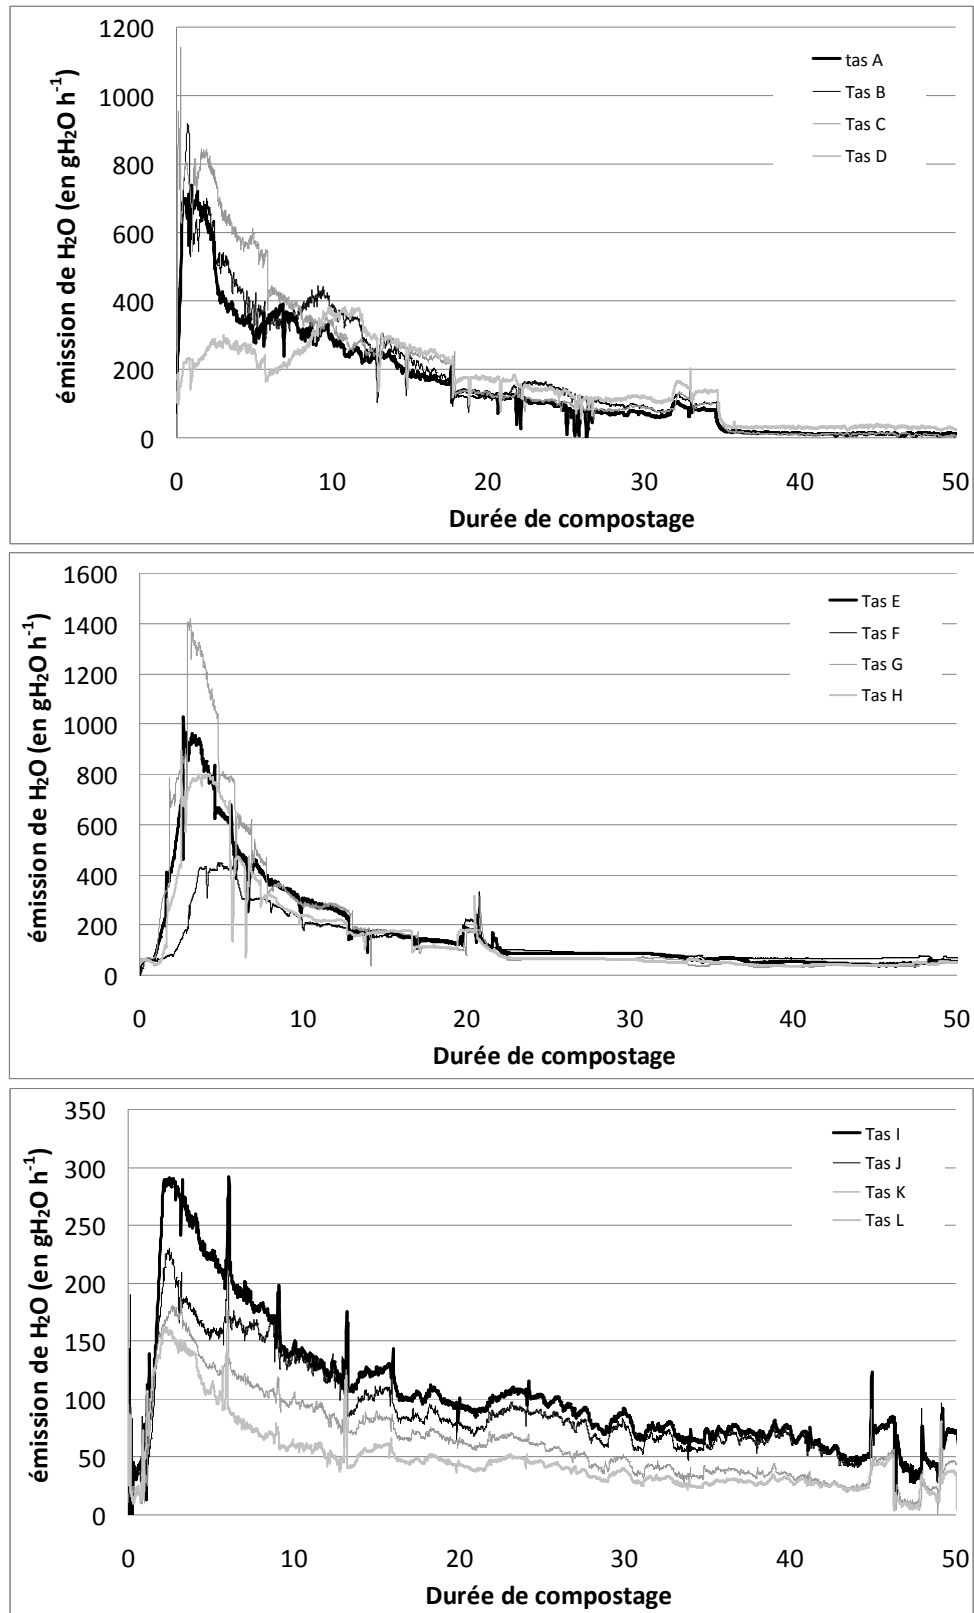 émission de H₂O (en gH₂O h⁻¹)
1200
1000
800
600
400
200
0
tas A
Tas B
Tas C
Tas D
0 10 20 30 40 50
Durée de compostage
émission de H₂O (en gH₂O h⁻¹)
1600
1400
1200
1000
800
600
400
200
0
Tas E
Tas F
Tas G
Tas H
0 10 20 30 40 50
Durée de compostage
émission de H₂O (en gH₂O h⁻¹)
350
300
250
200
150
100
50
0
Tas I
Tas J
Tas K
Tas L
0 10 20 30 40 50
Durée de compostage